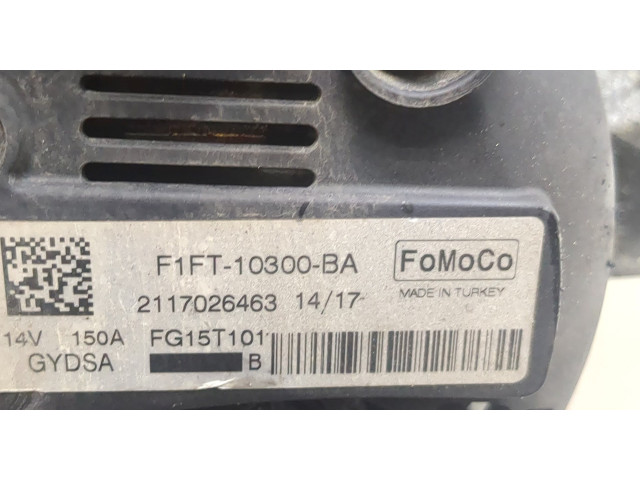 F1FT-10300-BA
FoMoCo
2117026463 14/17
MADE IN TURKEY
14V 150A FG15T101
GYDSA B